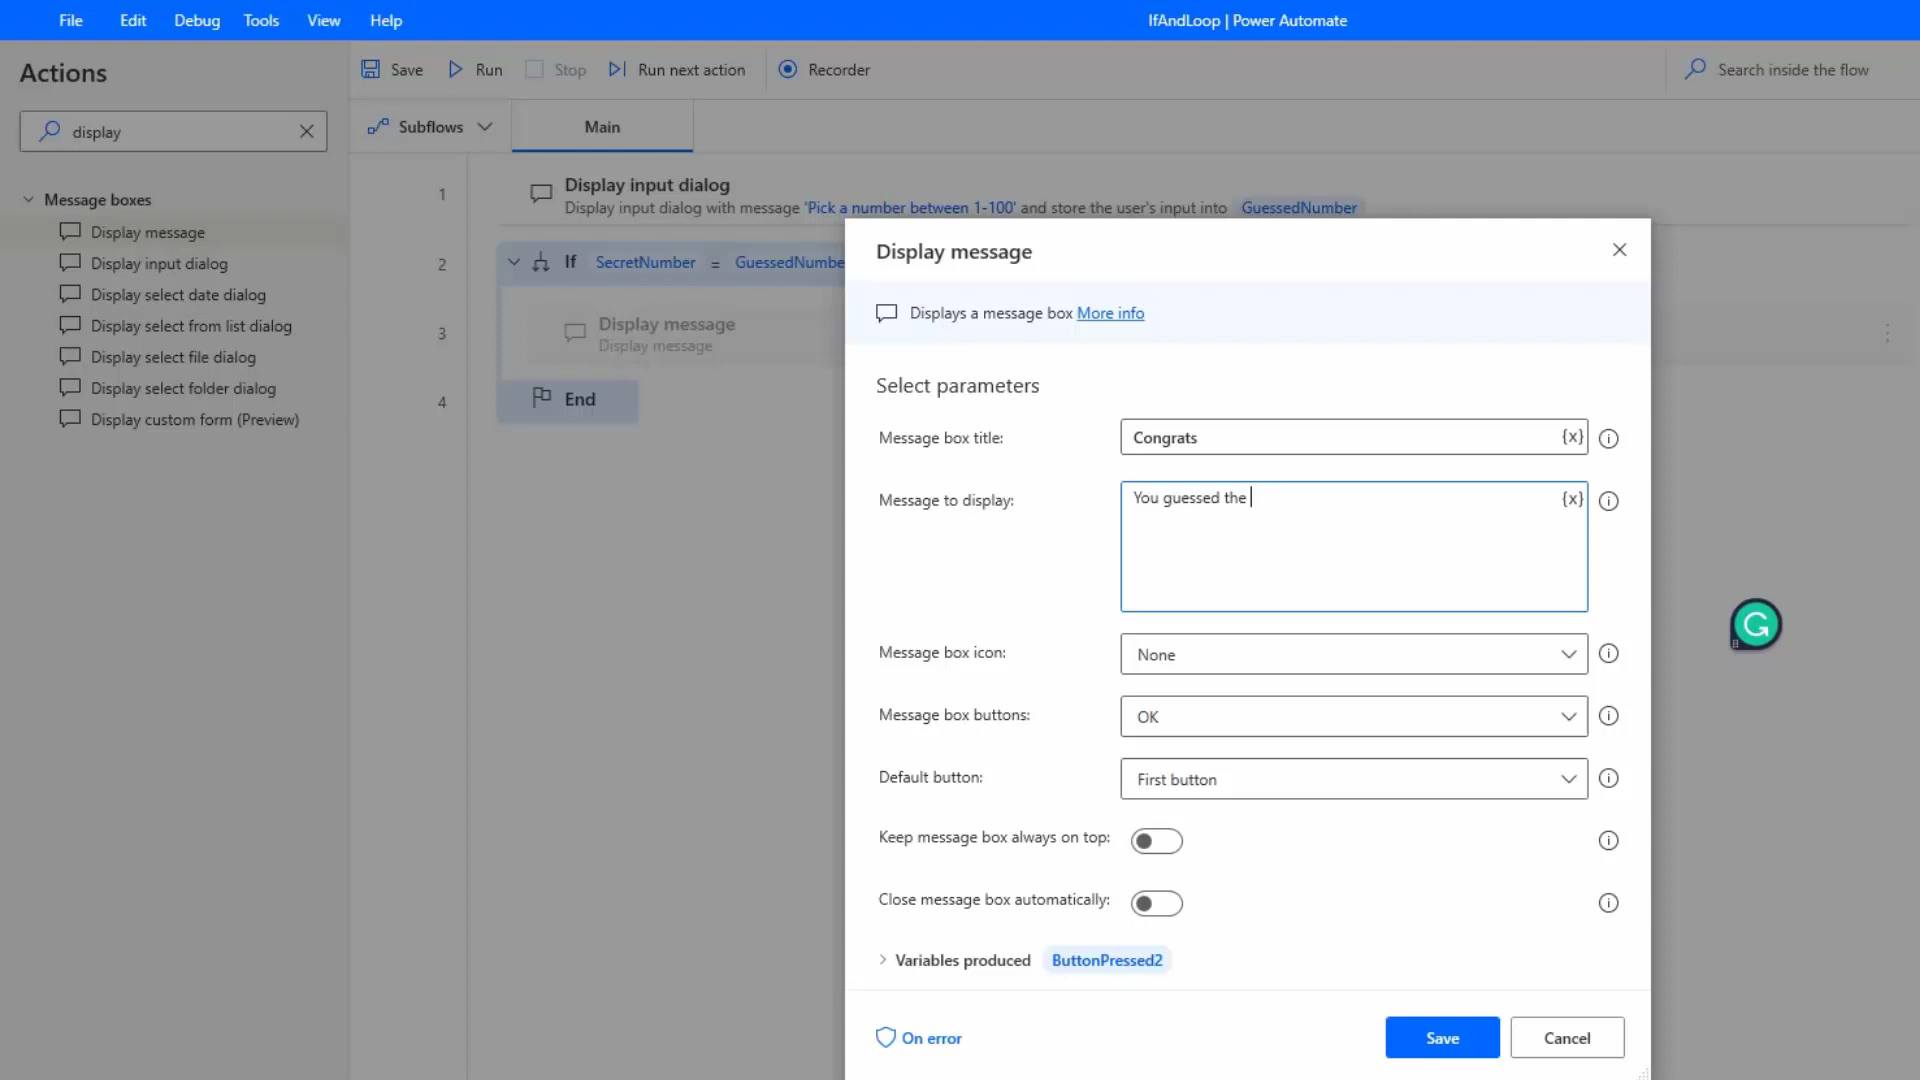 File Edit Debug Tools View Help IfAndLoop | Power Automate
Actions
Save Run Stop Run next action Recorder Search inside the flow
display
Subflows Main
Message boxes
Display message
Display input dialog
Display select date dialog
Display select from list dialog
Display select file dialog
Display select folder dialog
Display custom form (Preview)
1 Display input dialog
Display input dialog with message 'Pick a number between 1-100' and store the user's input into GuessedNumber
2 If SecretNumber = GuessedNumbe
3 Display message
Display message
4 End
Display message
Displays a message box More info
Select parameters
Message box title: Congrats {x}
Message to display: You guessed the {x}
Message box icon: None
Message box buttons: OK
Default button: First button
Keep message box always on top:
Close message box automatically:
Variables produced ButtonPressed2
On error Save Cancel